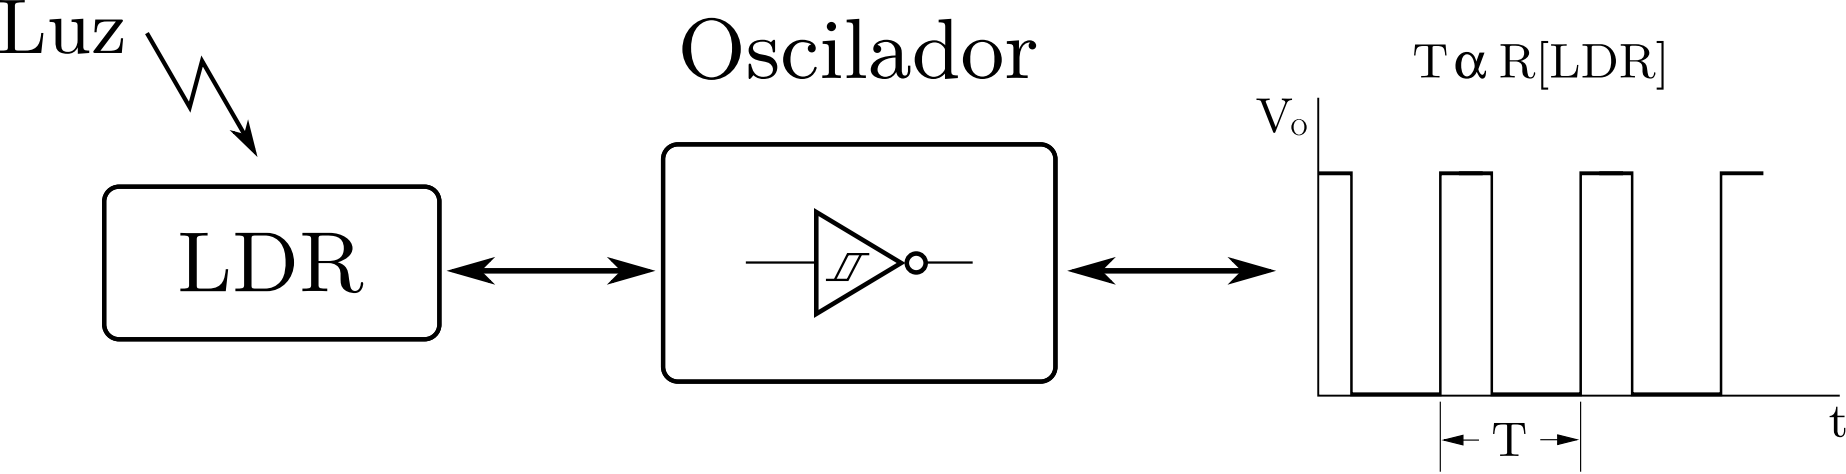 Luz
Oscilador
T α R[LDR]
Vo
LDR
T
t